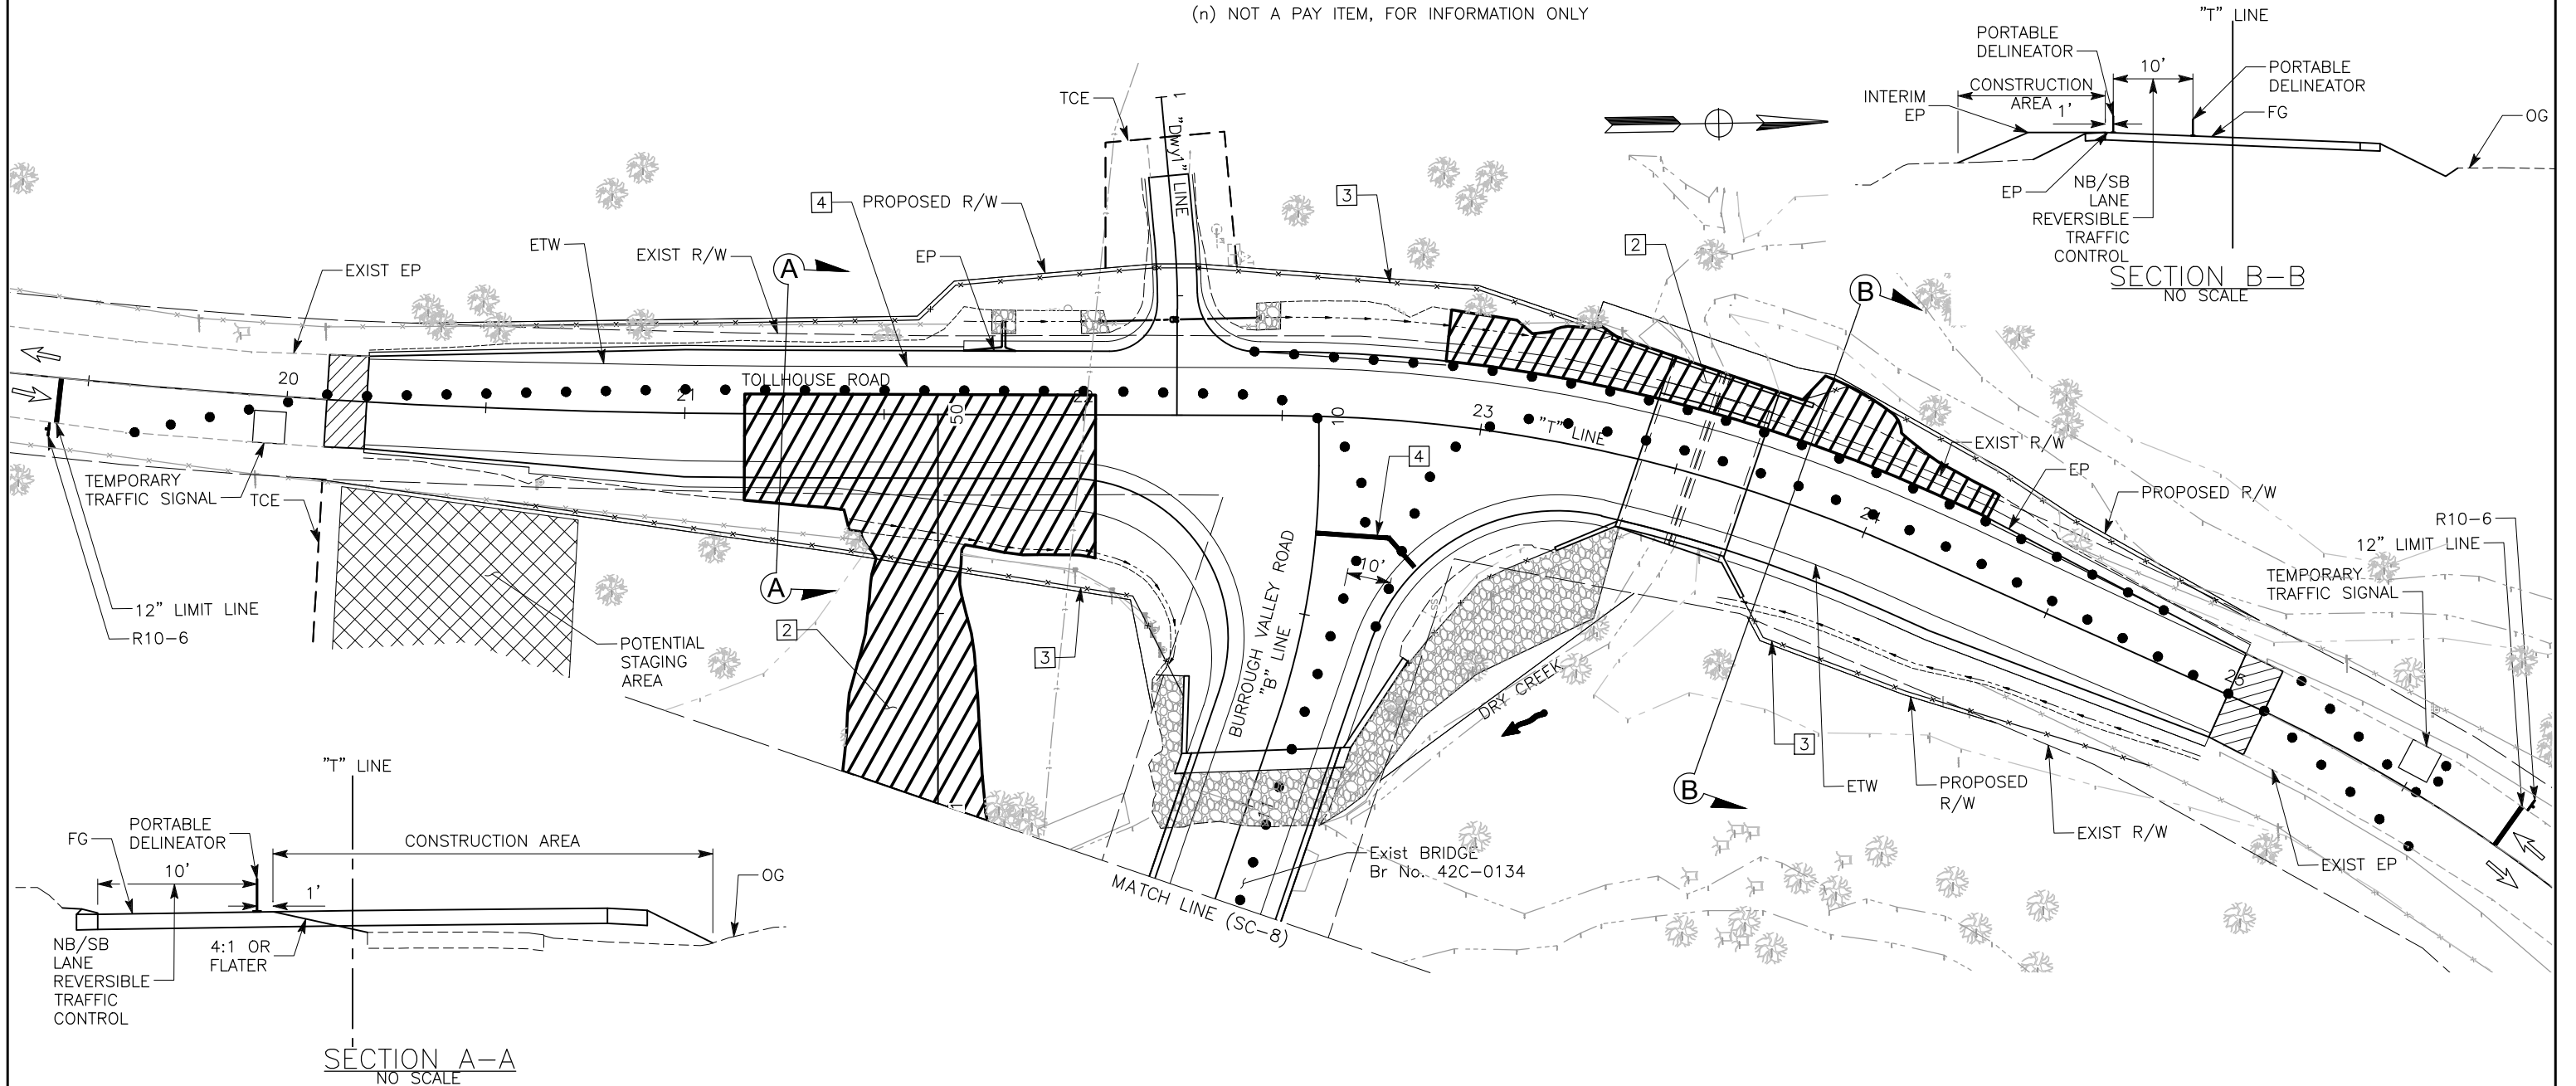 (n) NOT A PAY ITEM, FOR INFORMATION ONLY
"T" LINE
PORTABLE
DELINEATOR
10'
PORTABLE
DELINEATOR
CONSTRUCTION
AREA
INTERIM
EP
1'
FG
OG
EP
NB/SB
LANE
REVERSIBLE
TRAFFIC
CONTROL
SECTION B-B
NO SCALE
TCE
1
"Dwy1" LINE
4
PROPOSED R/W
3
2
ETW
EXIST R/W
EP
EXIST EP
A
B
20
21
22
TOLLHOUSE ROAD
50
10
23
"T" LINE
24
25
EXIST R/W
EP
PROPOSED R/W
R10-6
12" LIMIT LINE
TEMPORARY
TRAFFIC SIGNAL
TEMPORARY
TRAFFIC SIGNAL
TCE
4
10'
A
12" LIMIT LINE
R10-6
POTENTIAL
STAGING
AREA
2
3
BURROUGH VALLEY ROAD
"B" LINE
DRY CREEK
3
B
ETW
PROPOSED
R/W
EXIST R/W
EXIST EP
11
Exist BRIDGE
Br No. 42C-0134
MATCH LINE (SC-8)
"T" LINE
FG
PORTABLE
DELINEATOR
CONSTRUCTION AREA
10'
1'
OG
NB/SB
LANE
REVERSIBLE
TRAFFIC
CONTROL
4:1 OR
FLATER
SECTION A-A
NO SCALE